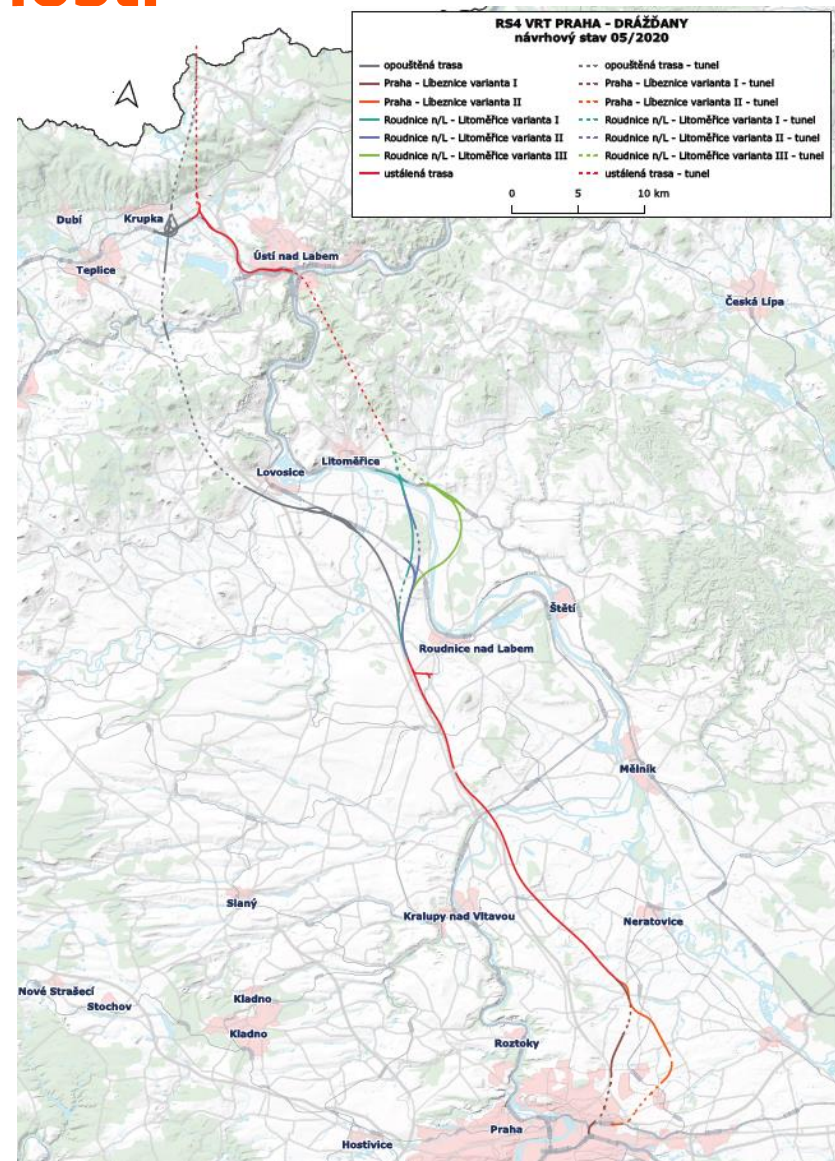 RS4 VRT PRAHA - DRÁŽĎANY
návrhový stav 05/2020
opouštěná trasa
opouštěná trasa - tunel
Praha - Líbeznice varianta I
Praha - Líbeznice varianta I - tunel
Praha - Líbeznice varianta II
Praha - Líbeznice varianta II - tunel
Roudnice n/L - Litoměřice varianta I
Roudnice n/L - Litoměřice varianta I - tunel
Roudnice n/L - Litoměřice varianta II
Roudnice n/L - Litoměřice varianta II - tunel
Roudnice n/L - Litoměřice varianta III
Roudnice n/L - Litoměřice varianta III - tunel
ustálená trasa
ustálená trasa - tunel
0 5 10 km
Dubí
Krupka
Ústí nad Labem
Teplice
Česká Lípa
Litoměřice
Lovosice
Štětí
Roudnice nad Labem
Mělník
Slaný
Kralupy nad Vltavou
Neratovice
Nové Strašecí
Stochov
Kladno
Kladno
Roztoky
Praha
Hostivice